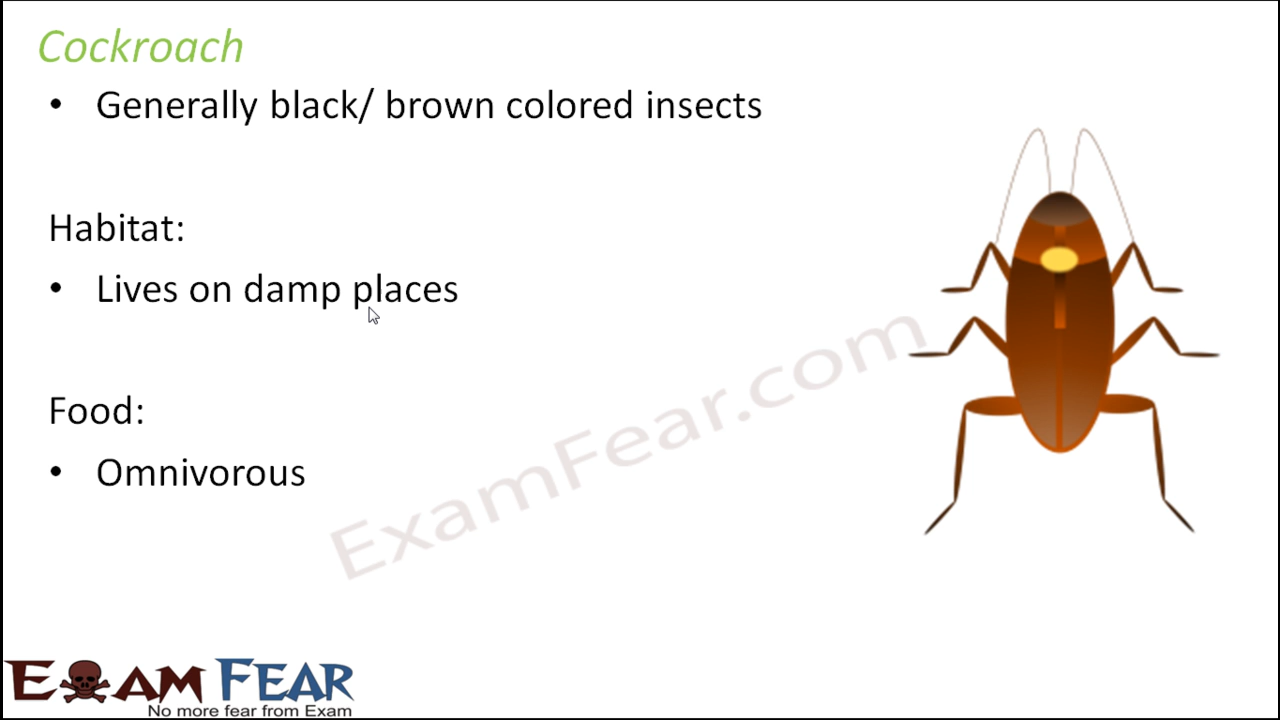 Cockroach
• Generally black/ brown colored insects
Habitat:
• Lives on damp places
Food:
• Omnivorous
ExamFear.com
EXAM FEAR
No more fear from Exam